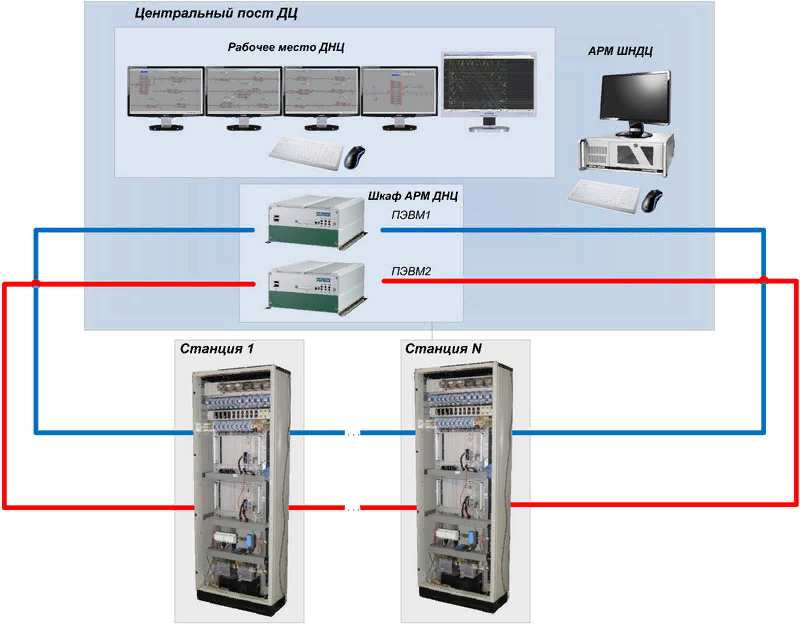 Центральный пост ДЦ
Рабочее место ДНЦ
АРМ ШНДЦ
Шкаф АРМ ДНЦ
ПЭВМ1
ПЭВМ2
Станция 1
Станция N
...
...